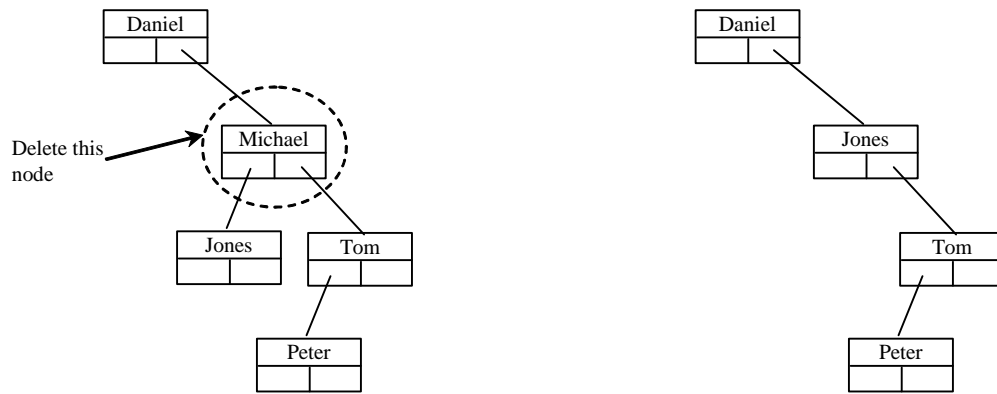 Daniel
Michael
Delete this
node
Jones
Tom
Peter
Daniel
Jones
Tom
Peter